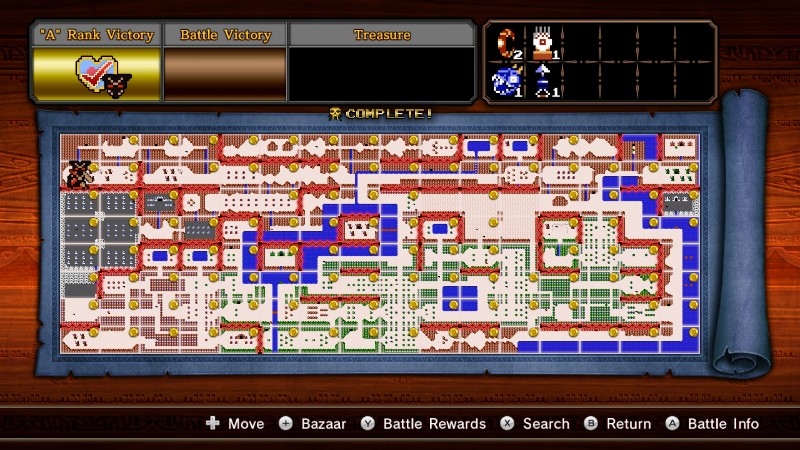 "A" Rank Victory
Battle Victory
Treasure
2
1
1
1
COMPLETE!
Move
Bazaar
Y Battle Rewards
X Search
B Return
A Battle Info